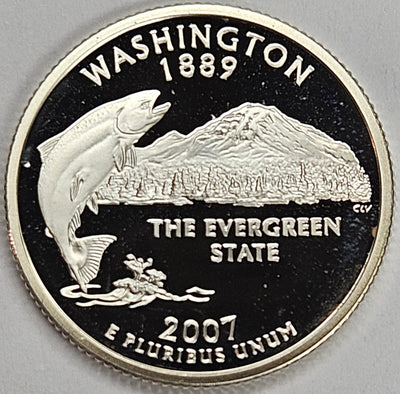 WASHINGTON
1889
CLV
THE EVERGREEN
STATE
2007
E PLURIBUS UNUM